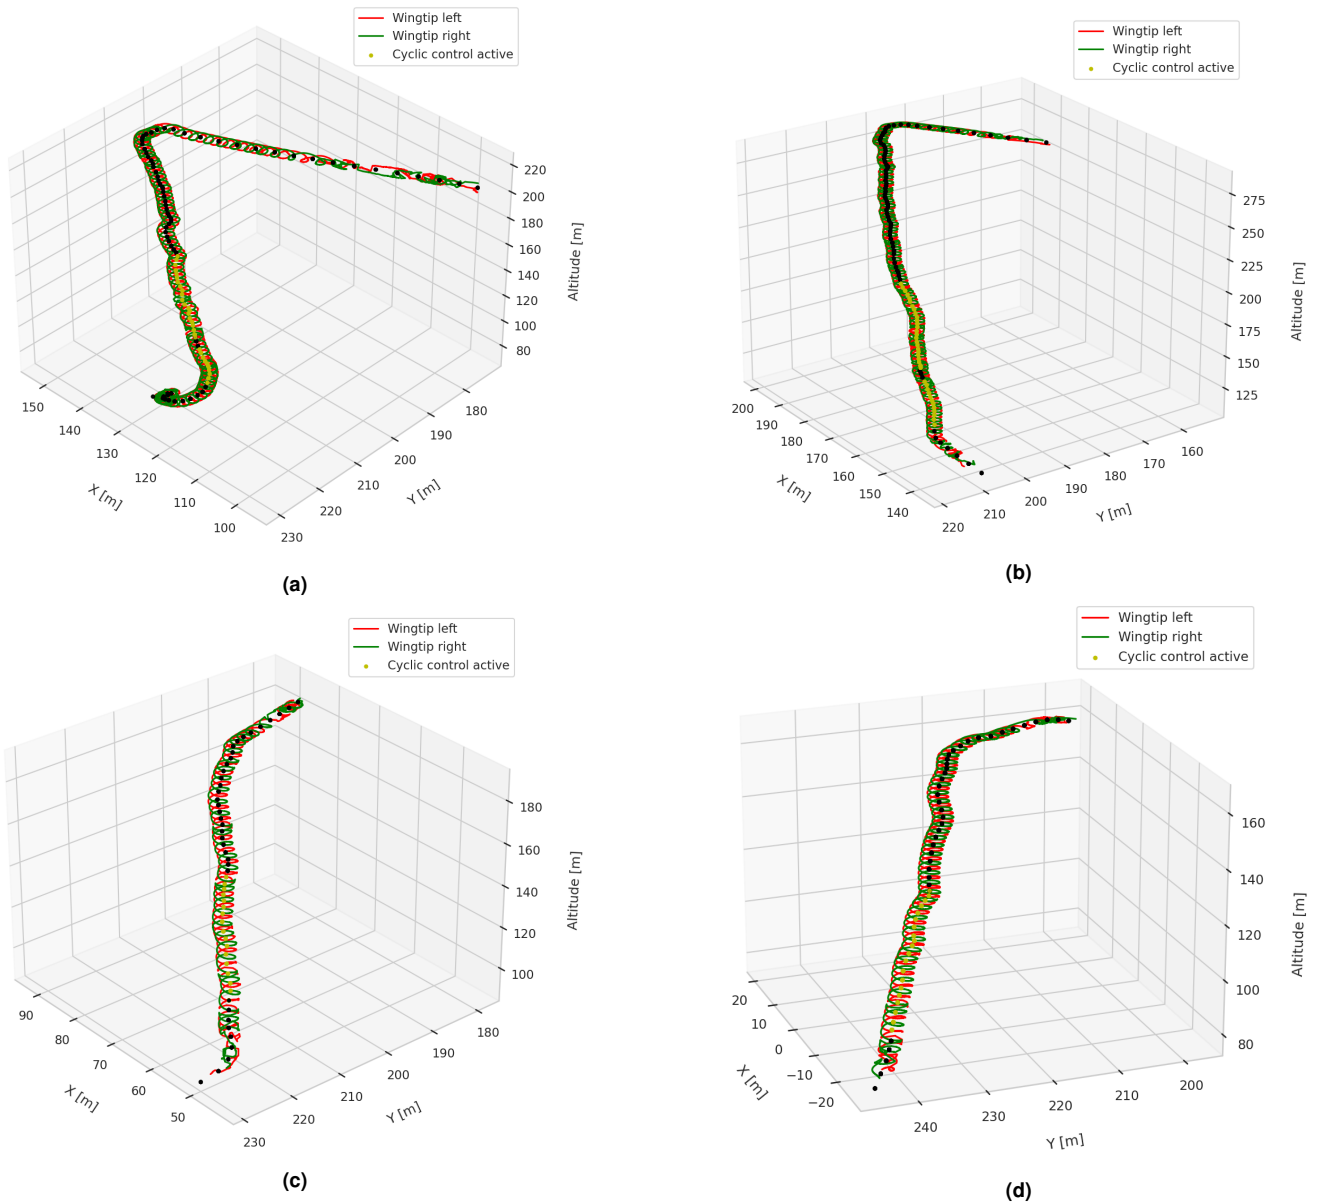 Wingtip left
Wingtip right
Cyclic control active
220
200
180
160
140
120
100
80
Altitude [m]
150
140
130
120
110
100
X [m]
180
190
200
210
220
230
Y [m]
(a)
Wingtip left
Wingtip right
Cyclic control active
275
250
225
200
175
150
125
Altitude [m]
200
190
180
170
160
150
140
X [m]
160
170
180
190
200
210
220
Y [m]
(b)
Wingtip left
Wingtip right
Cyclic control active
180
160
140
120
100
Altitude [m]
90
80
70
60
50
X [m]
180
190
200
210
220
230
Y [m]
(c)
Wingtip left
Wingtip right
Cyclic control active
160
140
120
100
80
Altitude [m]
20
10
0
−10
−20
X [m]
200
210
220
230
240
Y [m]
(d)